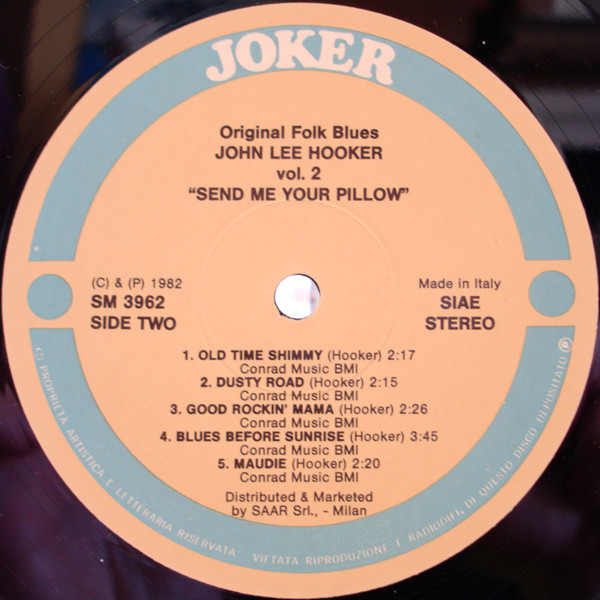 JOKER
Original Folk Blues
JOHN LEE HOOKER
vol. 2
“SEND ME YOUR PILLOW”
(C) & (P) 1982
SM 3962
SIDE TWO
Made in Italy
SIAE
STEREO
1. OLD TIME SHIMMY (Hooker) 2:17
Conrad Music BMI
2. DUSTY ROAD (Hooker) 2:15
Conrad Music BMI
3. GOOD ROCKIN' MAMA (Hooker) 2:26
Conrad Music BMI
4. BLUES BEFORE SUNRISE (Hooker) 3:45
Conrad Music BMI
5. MAUDIE (Hooker) 2:20
Conrad Music BMI
Distributed & Marketed
by SAAR Srl., - Milan
(C) PROPRIETA ARTISTICA E LETTERARIA RISERVATA VIETATA RIPRODUZIONE E RADIODIFF. DI QUESTO DISCO DEPOSITATO Ⓟ